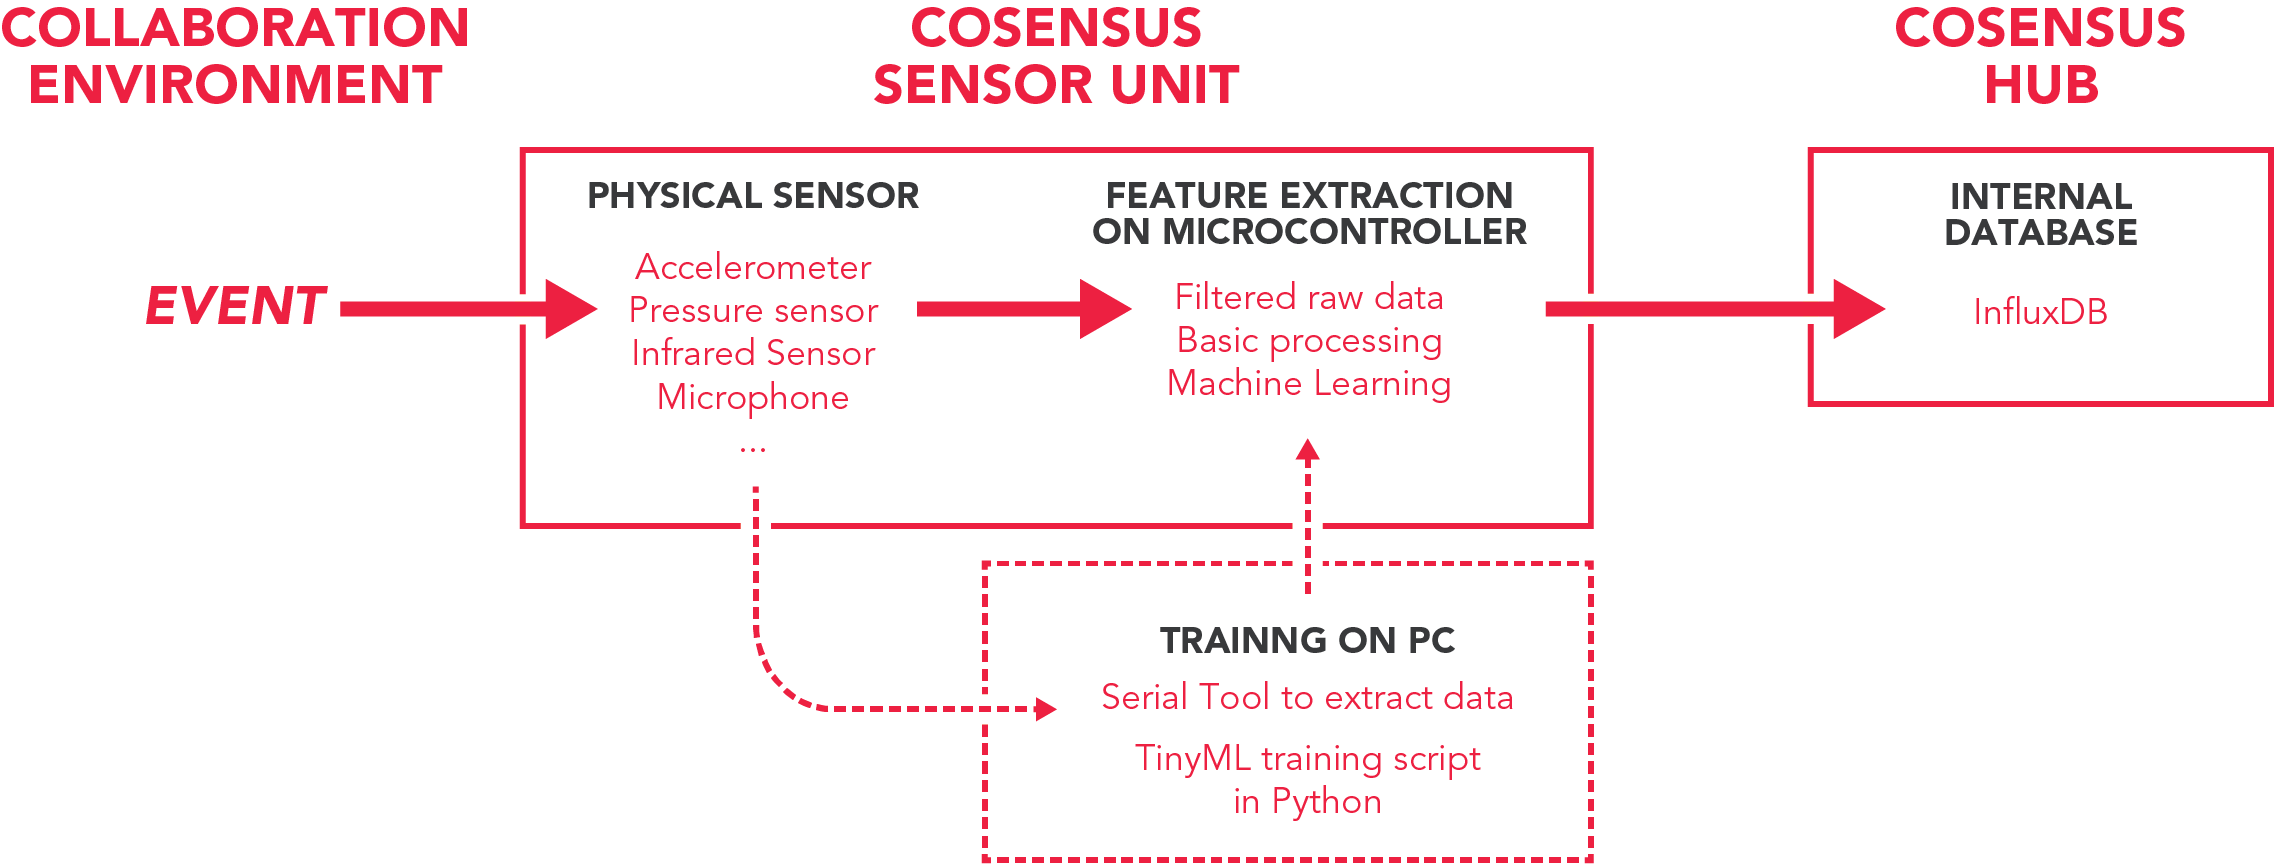 COLLABORATION
ENVIRONMENT
COSENSUS
SENSOR UNIT
COSENSUS
HUB
EVENT
PHYSICAL SENSOR
Accelerometer
Pressure sensor
Infrared Sensor
Microphone
...
FEATURE EXTRACTION
ON MICROCONTROLLER
Filtered raw data
Basic processing
Machine Learning
INTERNAL
DATABASE
InfluxDB
TRAINNG ON PC
Serial Tool to extract data
TinyML training script
in Python